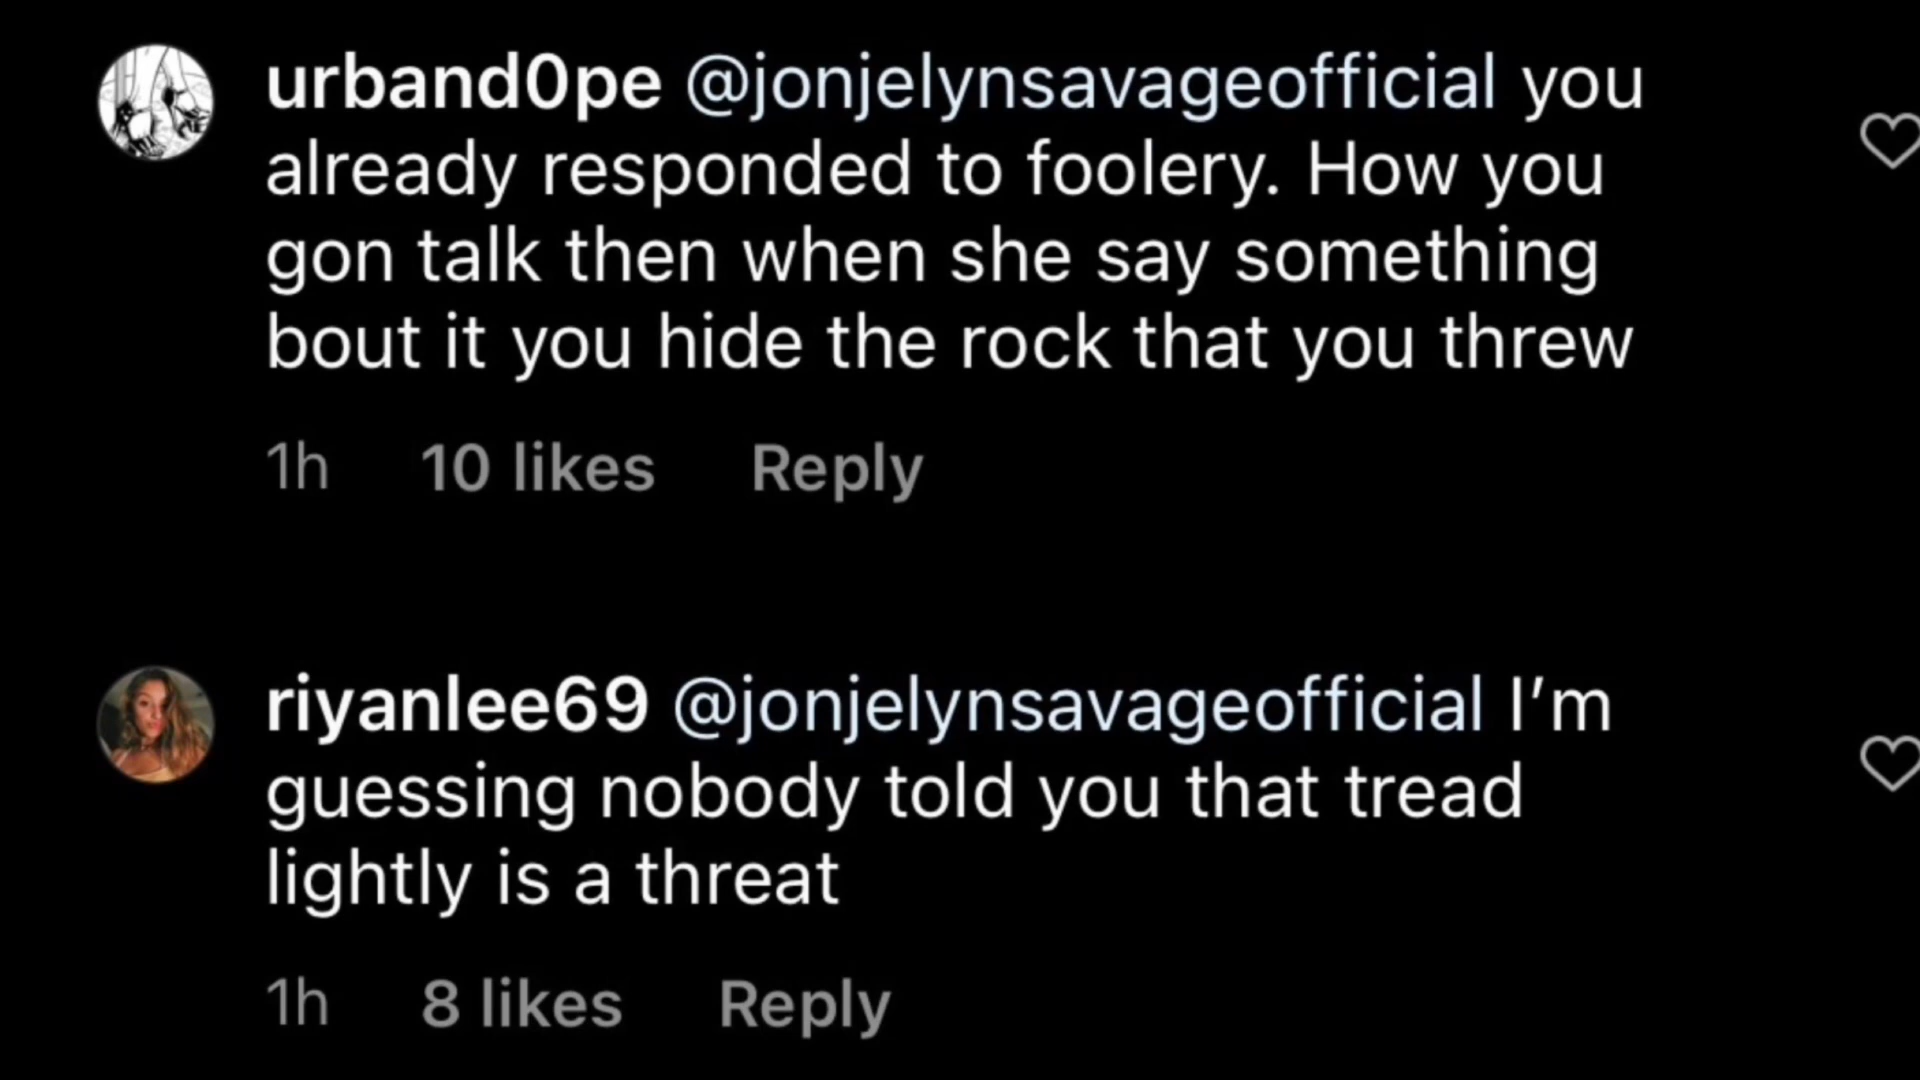 urband0pe @jonjelynsavageofficial you
already responded to foolery. How you
gon talk then when she say something
bout it you hide the rock that you threw
1h 10 likes Reply
riyanlee69 @jonjelynsavageofficial I’m
guessing nobody told you that tread
lightly is a threat
1h 8 likes Reply